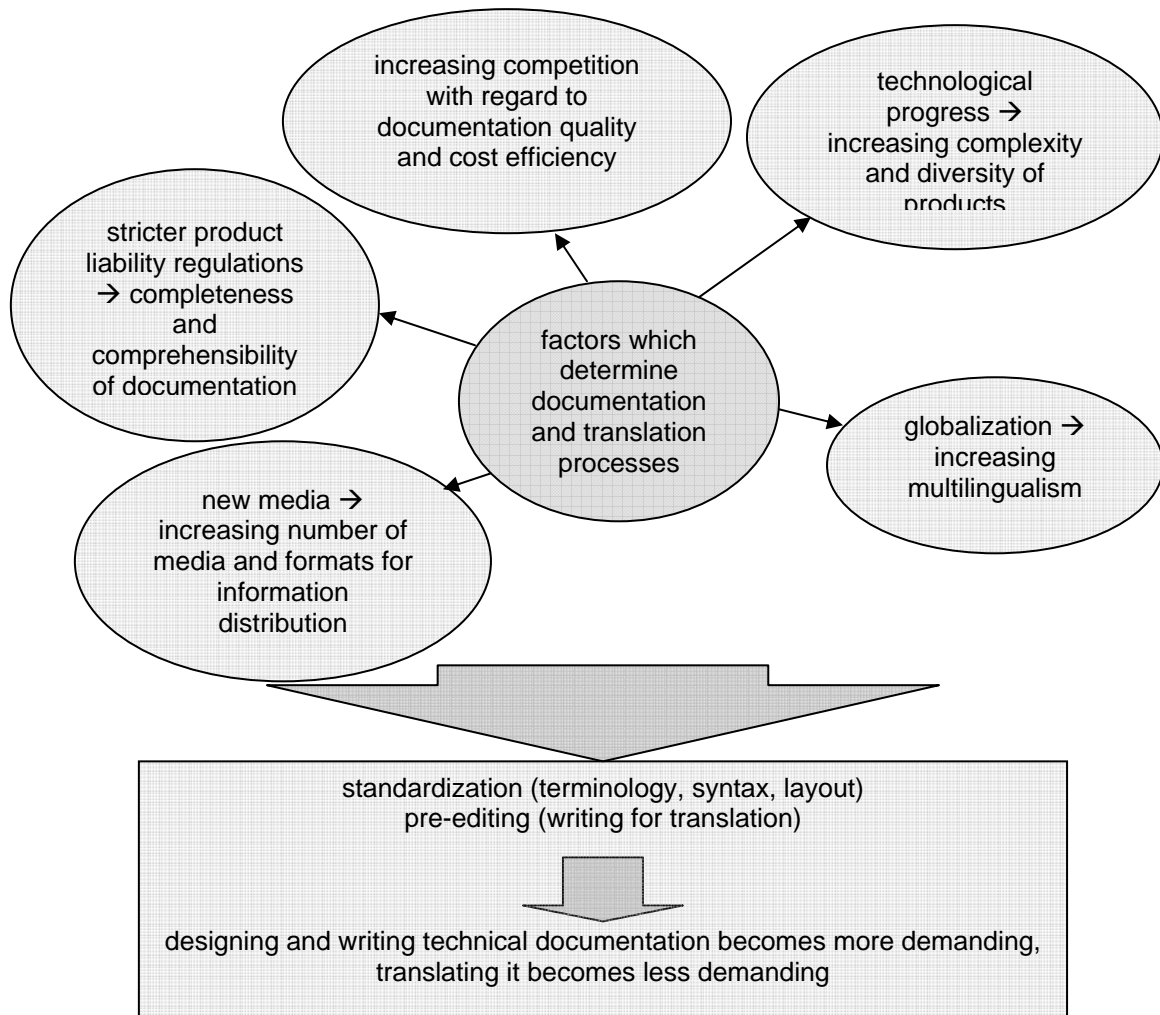 increasing competition
with regard to
documentation quality
and cost efficiency
technological
progress →
increasing complexity
and diversity of
products
stricter product
liability regulations
→ completeness
and
comprehensibility
of documentation
factors which
determine
documentation
and translation
processes
globalization →
increasing
multilingualism
new media →
increasing number of
media and formats for
information
distribution
standardization (terminology, syntax, layout)
pre-editing (writing for translation)
designing and writing technical documentation becomes more demanding,
translating it becomes less demanding